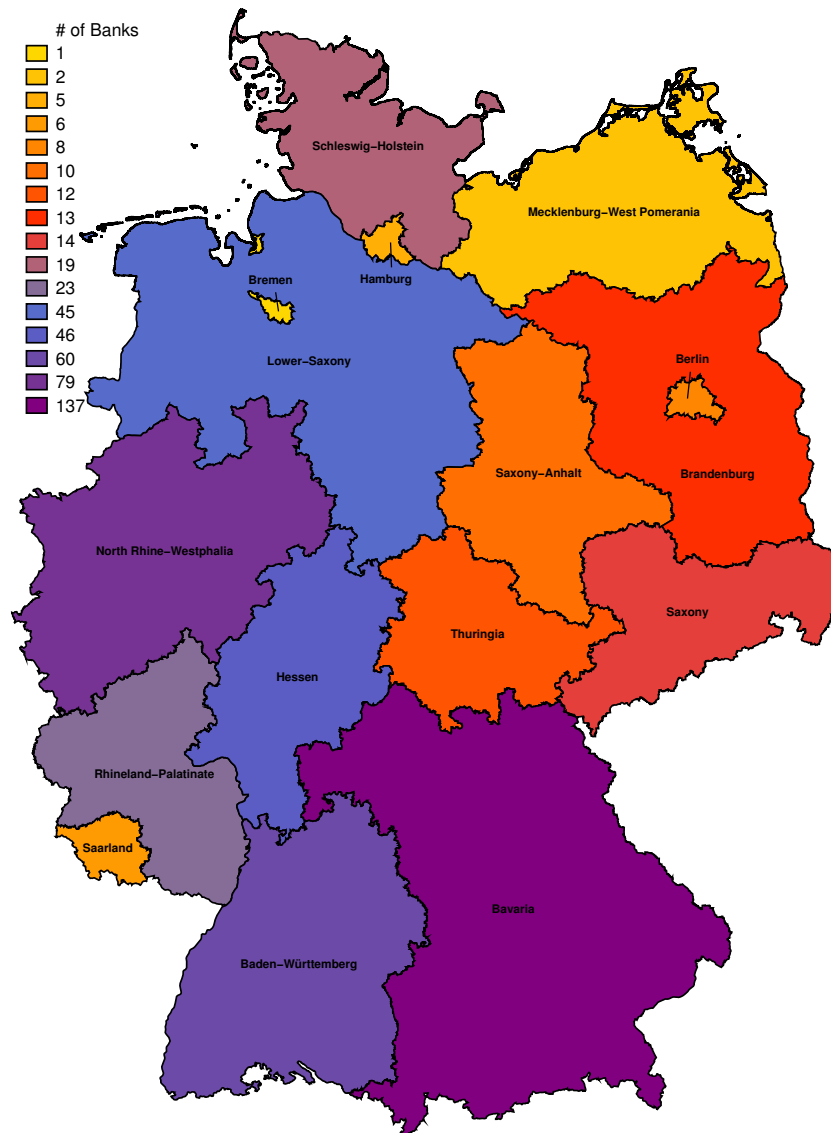 # of Banks
1
2
5
6
8
10
12
13
14
19
23
45
46
60
79
137
Schleswig−Holstein
Mecklenburg−West Pomerania
Bremen
Hamburg
Lower−Saxony
Berlin
Saxony−Anhalt
Brandenburg
North Rhine−Westphalia
Saxony
Thuringia
Hessen
Rhineland−Palatinate
Saarland
Bavaria
Baden−Württemberg